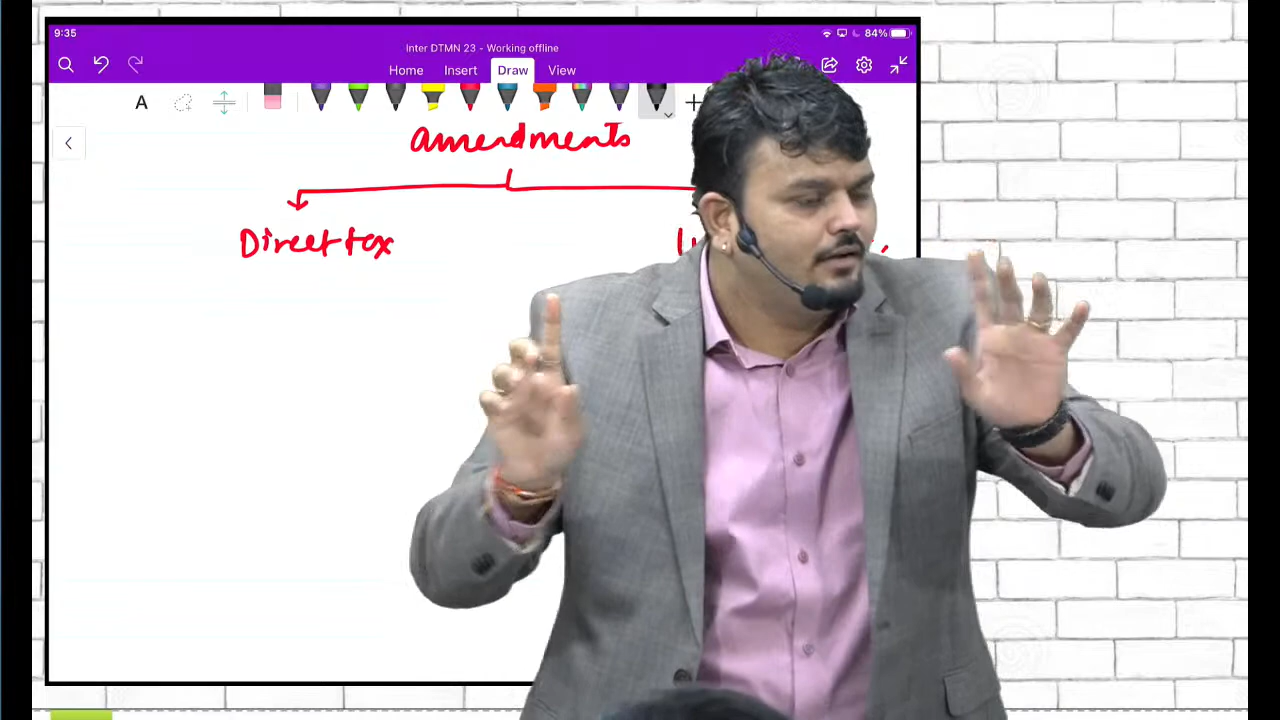 9:35
84%
Inter DTMN 23 - Working offline
Home Insert Draw View
A
Amendments
Direct tax